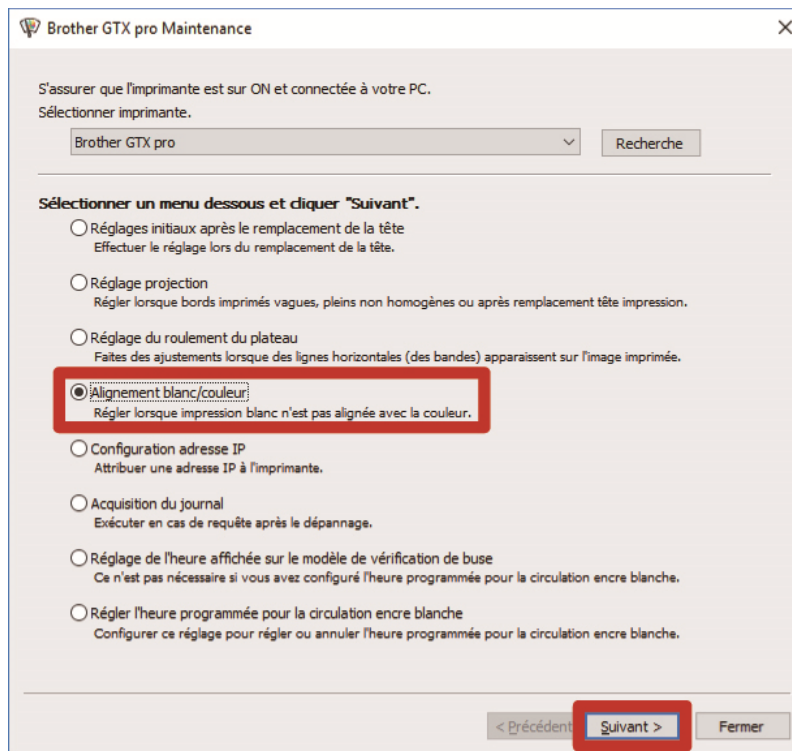 Brother GTX pro Maintenance
S'assurer que l'imprimante est sur ON et connectée à votre PC.
Sélectionner imprimante.
Brother GTX pro
Recherche
Sélectionner un menu dessous et cliquer "Suivant".
Réglages initiaux après le remplacement de la tête
Effectuer le réglage lors du remplacement de la tête.
Réglage projection
Régler lorsque bords imprimés vagues, pleins non homogènes ou après remplacement tête impression.
Réglage du roulement du plateau
Faites des ajustements lorsque des lignes horizontales (des bandes) apparaissent sur l'image imprimée.
Alignement blanc/couleur
Régler lorsque impression blanc n'est pas alignée avec la couleur.
Configuration adresse IP
Attribuer une adresse IP à l'imprimante.
Acquisition du journal
Exécuter en cas de requête après le dépannage.
Réglage de l'heure affichée sur le modèle de vérification de buse
Ce n'est pas nécessaire si vous avez configuré l'heure programmée pour la circulation encre blanche.
Régler l'heure programmée pour la circulation encre blanche
Configurer ce réglage pour régler ou annuler l'heure programmée pour la circulation encre blanche.
< Précédent
Suivant >
Fermer